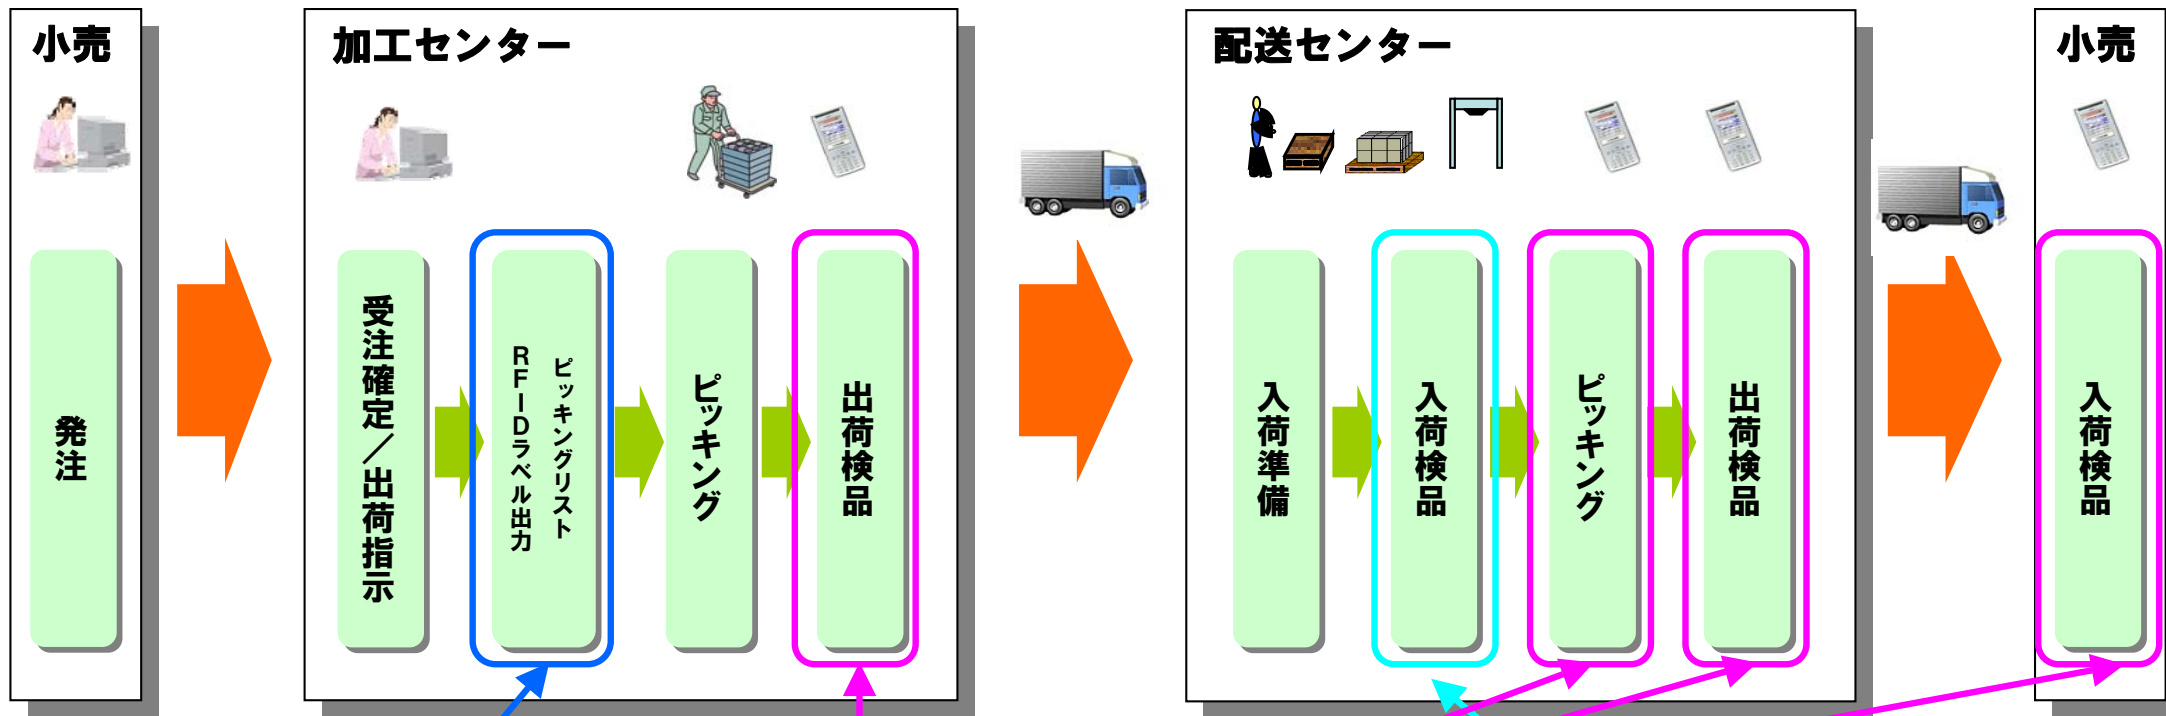 小売
発注
加工センター
受注確定／出荷指示
ピッキングリスト
RFIDラベル出力
ピッキング
出荷検品
配送センター
入荷準備
入荷検品
ピッキング
出荷検品
小売
入荷検品